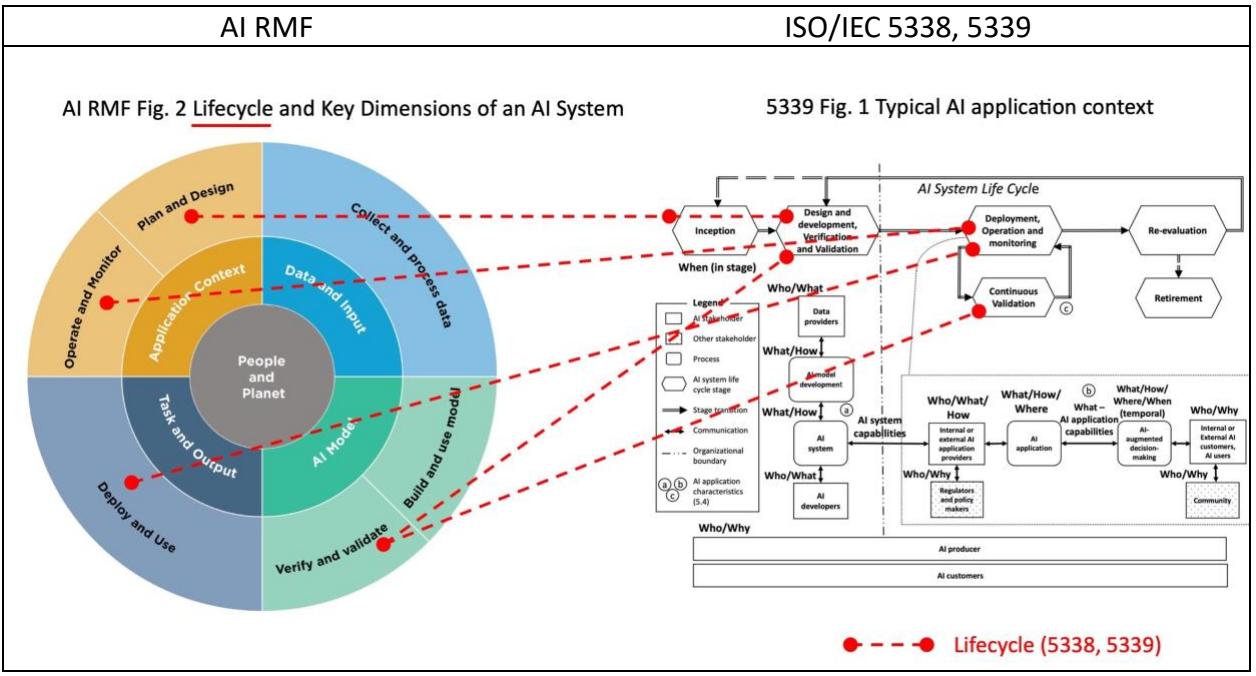 AI RMF
ISO/IEC 5338, 5339
AI RMF Fig. 2 Lifecycle and Key Dimensions of an AI System
5339 Fig. 1 Typical AI application context
Plan and Design
Collect and process data
Operate and Monitor
Application Context
Data and Input
People
and
Planet
Task and Output
AI Model
Build and use model
Deploy and Use
Verify and validate
AI System Life Cycle
Inception
Design and
development,
Verification
and Validation
Deployment,
Operation and
monitoring
Re-evaluation
When (in stage)
Continuous
Validation
c
Retirement
Legend
AI stakeholder
Other stakeholder
Process
AI system life
cycle stage
Stage transition
Communication
Organizational
boundary
a b
c
AI application
characteristics
(5.4)
Who/What
Data
providers
What/How
AI model
development
a
What/How
AI
system
Who/What
AI
developers
AI system
capabilities
Who/What/
How
Internal or
external AI
application
providers
Who/Why
Regulators
and policy
makers
What/How/
Where
AI
application
b
What –
AI application
capabilities
What/How/
Where/When
(temporal)
AI-
augmented
decision-
making
Who/Why
Internal or
External AI
customers,
AI users
Who/Why
Community
Who/Why
AI producer
AI customers
Lifecycle (5338, 5339)